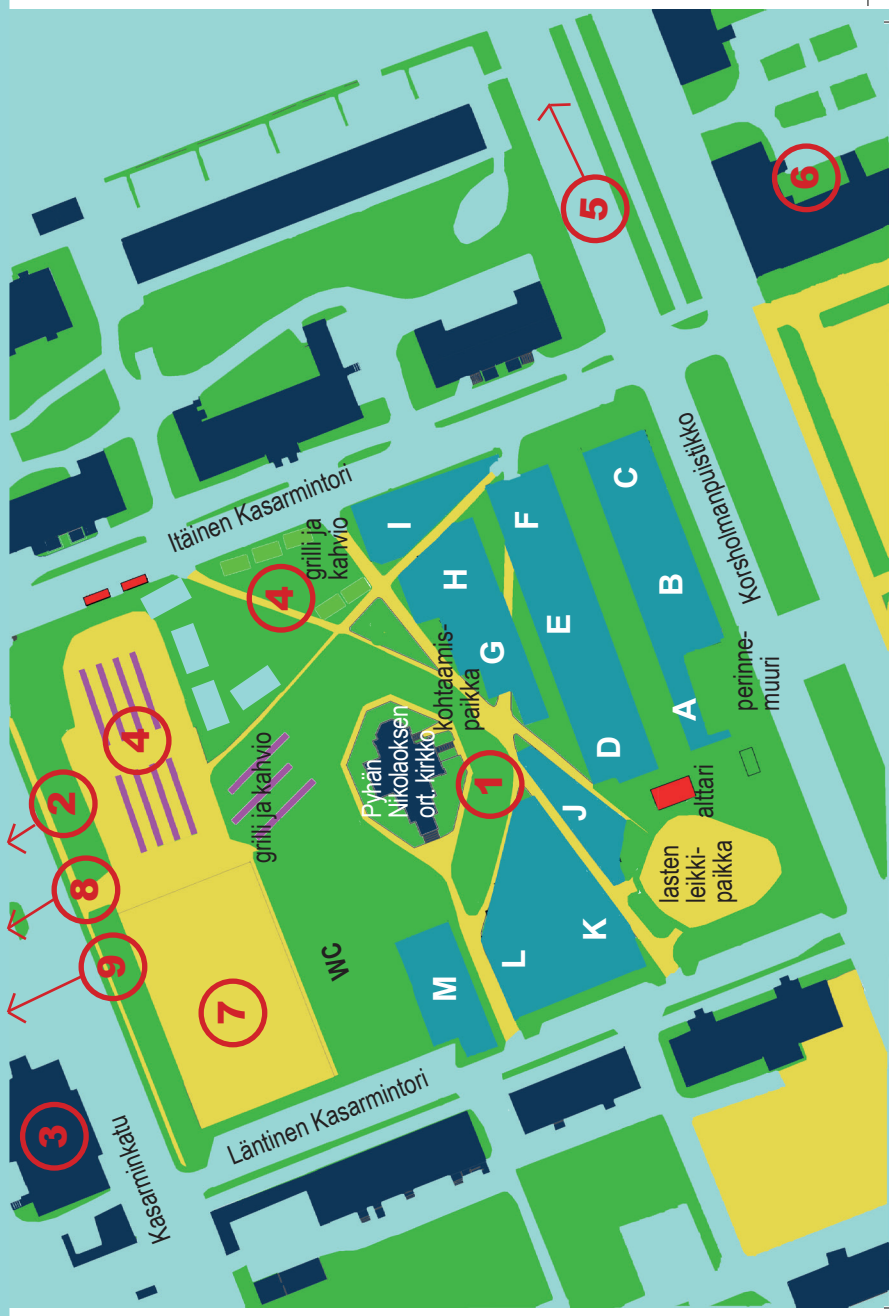 5
6
Itäinen Kasarmintori
Korsholmanpuistikko
4
grilli ja
kahvio
I
F
C
H
E
B
G
kohtaamis-
paikka
perinne-
muuri
A
D
2
4
grilli ja kahvio
Pyhän
Nikolaoksen
ort. kirkko
1
J
alttari
8
9
7
WC
M
L
K
lasten
leikki-
paikka
3
Kasarminkatu
Läntinen Kasarmintori